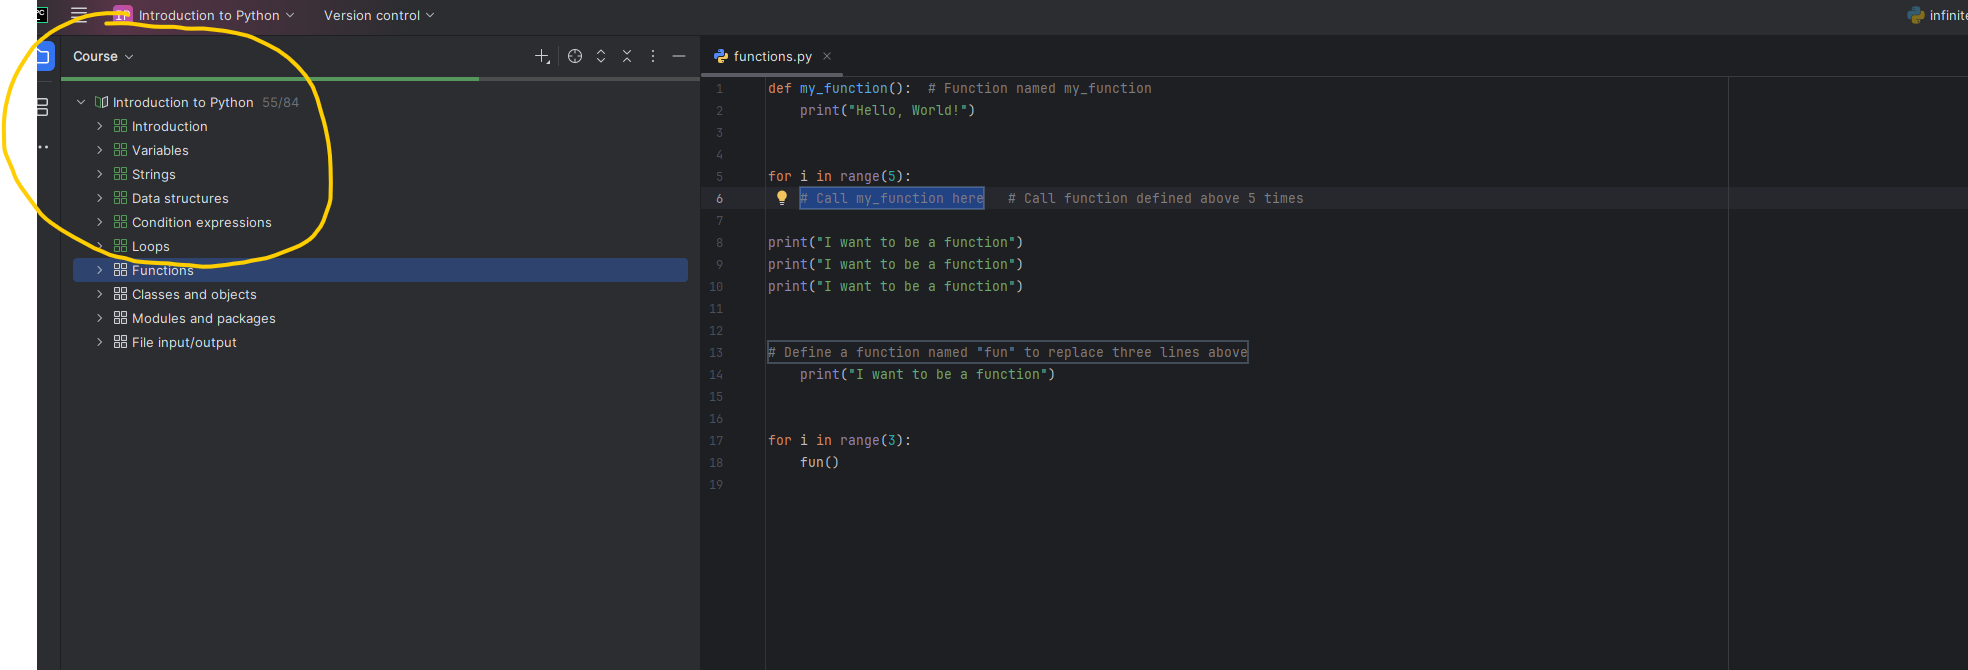 PC
IP Introduction to Python Version control infinite
Course
Introduction to Python 55/84
Introduction
Variables
Strings
Data structures
Condition expressions
Loops
Functions
Classes and objects
Modules and packages
File input/output
functions.py
1 def my_function():  # Function named my_function
2     print("Hello, World!")
3
4
5 for i in range(5):
6     # Call my_function here   # Call function defined above 5 times
7
8 print("I want to be a function")
9 print("I want to be a function")
10 print("I want to be a function")
11
12
13 # Define a function named "fun" to replace three lines above
14     print("I want to be a function")
15
16
17 for i in range(3):
18     fun()
19